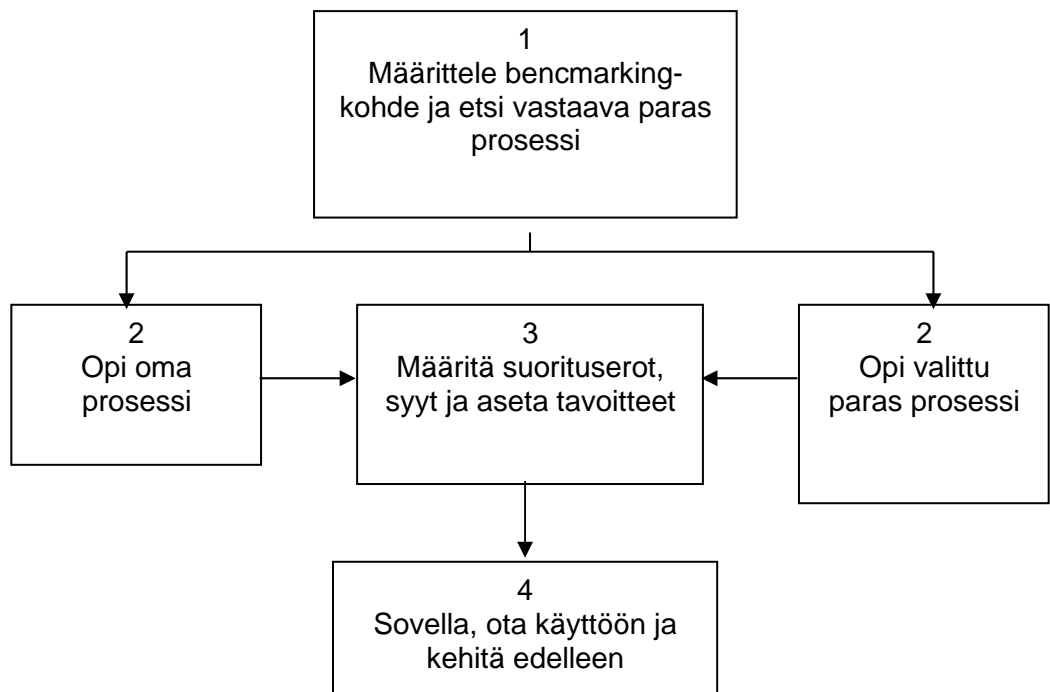 1
Määrittele bencmarking-
kohde ja etsi vastaava paras
prosessi
2
Opi oma
prosessi
3
Määritä suorituserot,
syyt ja aseta tavoitteet
2
Opi valittu
paras prosessi
4
Sovella, ota käyttöön ja
kehitä edelleen